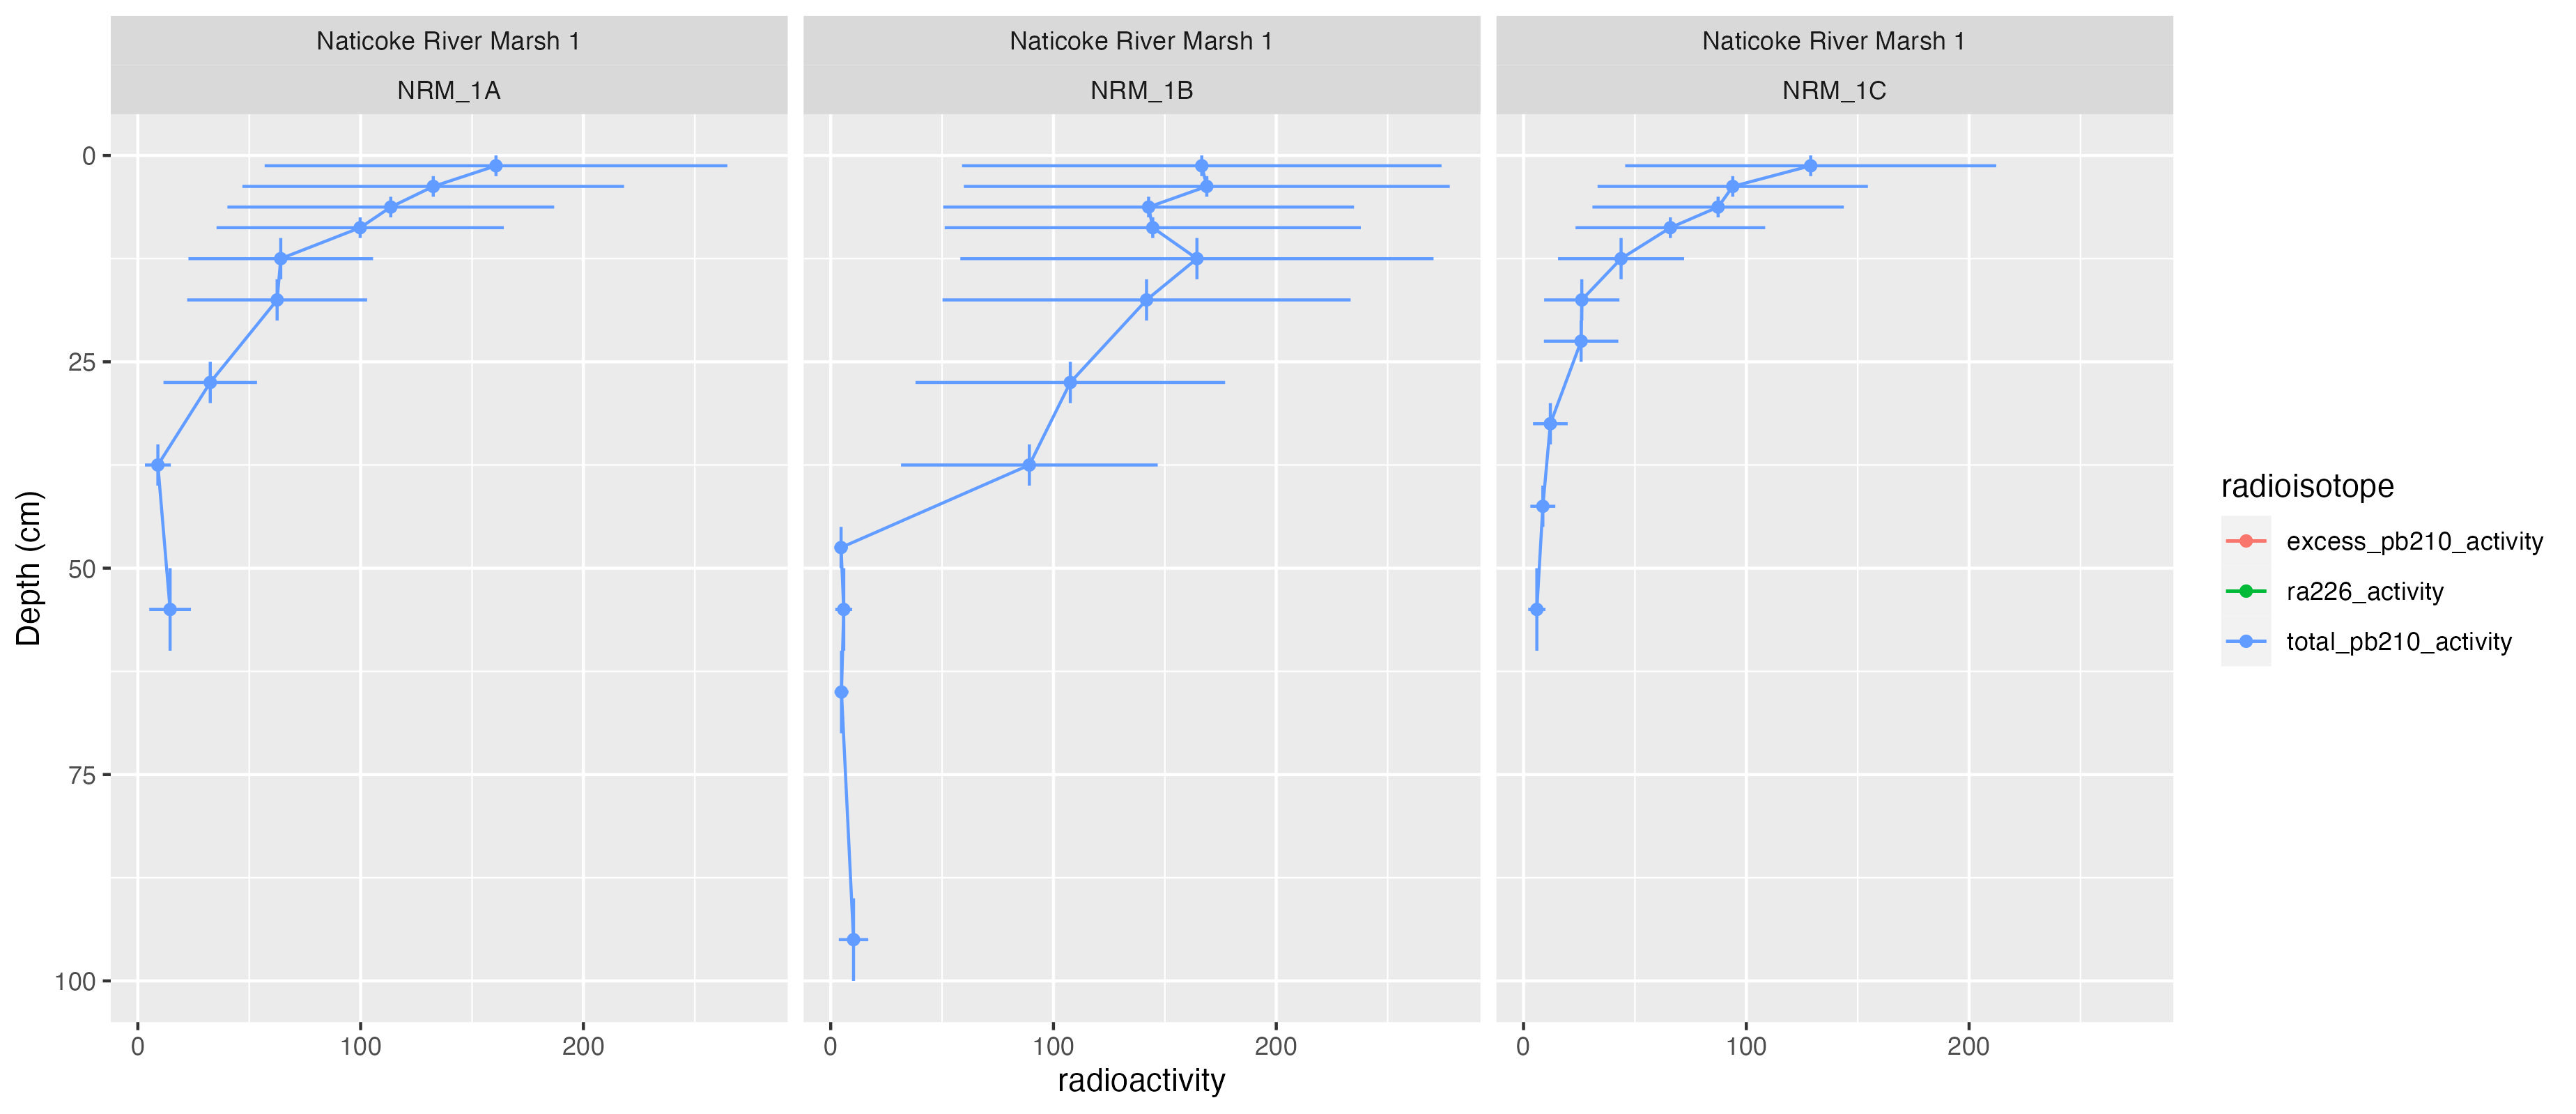 Naticoke River Marsh 1
Naticoke River Marsh 1
Naticoke River Marsh 1
NRM_1A
NRM_1B
NRM_1C
0
25
50
75
100
Depth (cm)
0
100
200
0
100
200
0
100
200
radioactivity
radioisotope
excess_pb210_activity
ra226_activity
total_pb210_activity